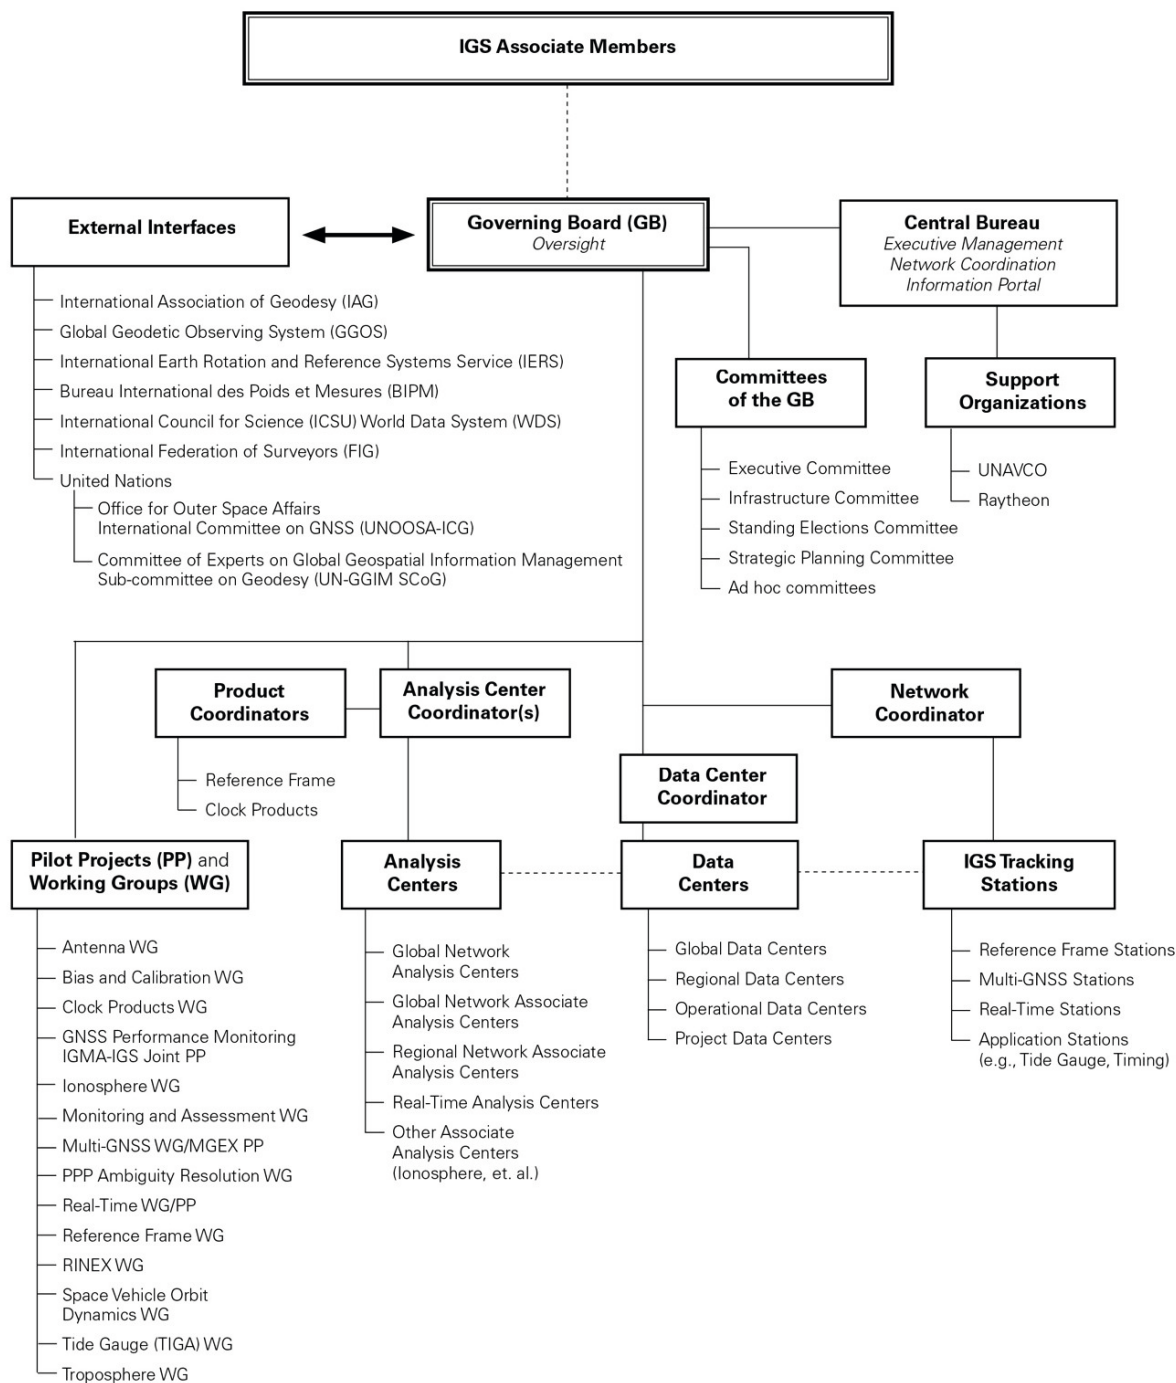 IGS Associate Members
External Interfaces
Governing Board (GB)
Oversight
Central Bureau
Executive Management
Network Coordination
Information Portal
International Association of Geodesy (IAG)
Global Geodetic Observing System (GGOS)
International Earth Rotation and Reference Systems Service (IERS)
Bureau International des Poids et Mesures (BIPM)
International Council for Science (ICSU) World Data System (WDS)
International Federation of Surveyors (FIG)
United Nations
Office for Outer Space Affairs
International Committee on GNSS (UNOOSA-ICG)
Committee of Experts on Global Geospatial Information Management
Sub-committee on Geodesy (UN-GGIM SCoG)
Committees
of the GB
Executive Committee
Infrastructure Committee
Standing Elections Committee
Strategic Planning Committee
Ad hoc committees
Support
Organizations
UNAVCO
Raytheon
Product
Coordinators
Reference Frame
Clock Products
Analysis Center
Coordinator(s)
Network
Coordinator
Data Center
Coordinator
Pilot Projects (PP) and
Working Groups (WG)
Antenna WG
Bias and Calibration WG
Clock Products WG
GNSS Performance Monitoring
IGMA-IGS Joint PP
Ionosphere WG
Monitoring and Assessment WG
Multi-GNSS WG/MGEX PP
PPP Ambiguity Resolution WG
Real-Time WG/PP
Reference Frame WG
RINEX WG
Space Vehicle Orbit
Dynamics WG
Tide Gauge (TIGA) WG
Troposphere WG
Analysis
Centers
Global Network
Analysis Centers
Global Network Associate
Analysis Centers
Regional Network Associate
Analysis Centers
Real-Time Analysis Centers
Other Associate
Analysis Centers
(Ionosphere, et. al.)
Data
Centers
Global Data Centers
Regional Data Centers
Operational Data Centers
Project Data Centers
IGS Tracking
Stations
Reference Frame Stations
Multi-GNSS Stations
Real-Time Stations
Application Stations
(e.g., Tide Gauge, Timing)